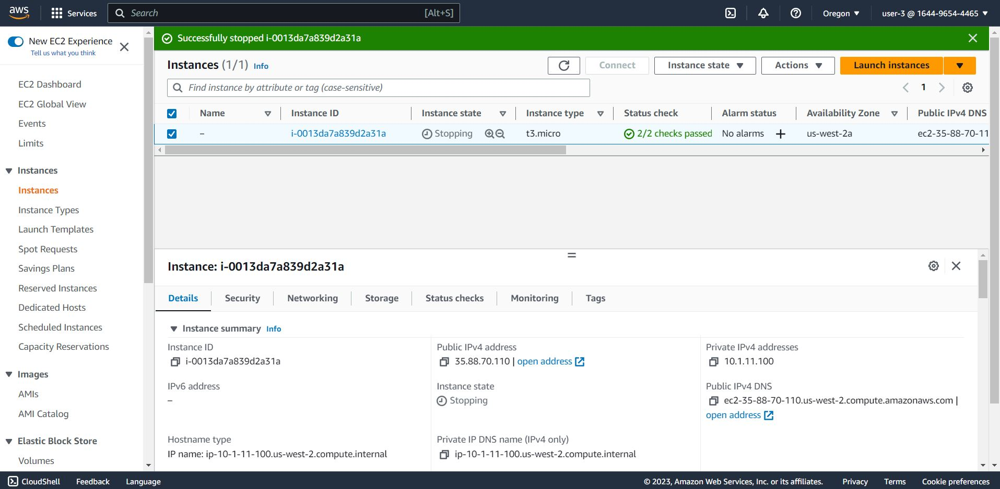 aws
Services
Search
[Alt+S]
Oregon
user-3 @ 1644-9654-4465
New EC2 Experience
Tell us what you think
EC2 Dashboard
EC2 Global View
Events
Limits
Instances
Instances
Instance Types
Launch Templates
Spot Requests
Savings Plans
Reserved Instances
Dedicated Hosts
Scheduled Instances
Capacity Reservations
Images
AMIs
AMI Catalog
Elastic Block Store
Volumes
Successfully stopped i-0013da7a839d2a31a
Instances (1/1) Info
Connect
Instance state
Actions
Launch instances
Find instance by attribute or tag (case-sensitive)
1
Name Instance ID Instance state Instance type Status check Alarm status Availability Zone Public IPv4 DNS
– i-0013da7a839d2a31a Stopping t3.micro 2/2 checks passed No alarms + us-west-2a ec2-35-88-70-11
Instance: i-0013da7a839d2a31a
Details Security Networking Storage Status checks Monitoring Tags
Instance summary Info
Instance ID
i-0013da7a839d2a31a
Public IPv4 address
35.88.70.110 | open address
Private IPv4 addresses
10.1.11.100
IPv6 address
–
Instance state
Stopping
Public IPv4 DNS
ec2-35-88-70-110.us-west-2.compute.amazonaws.com |
open address
Hostname type
IP name: ip-10-1-11-100.us-west-2.compute.internal
Private IP DNS name (IPv4 only)
ip-10-1-11-100.us-west-2.compute.internal
CloudShell
Feedback
Language
© 2023, Amazon Web Services, Inc. or its affiliates.
Privacy
Terms
Cookie preferences